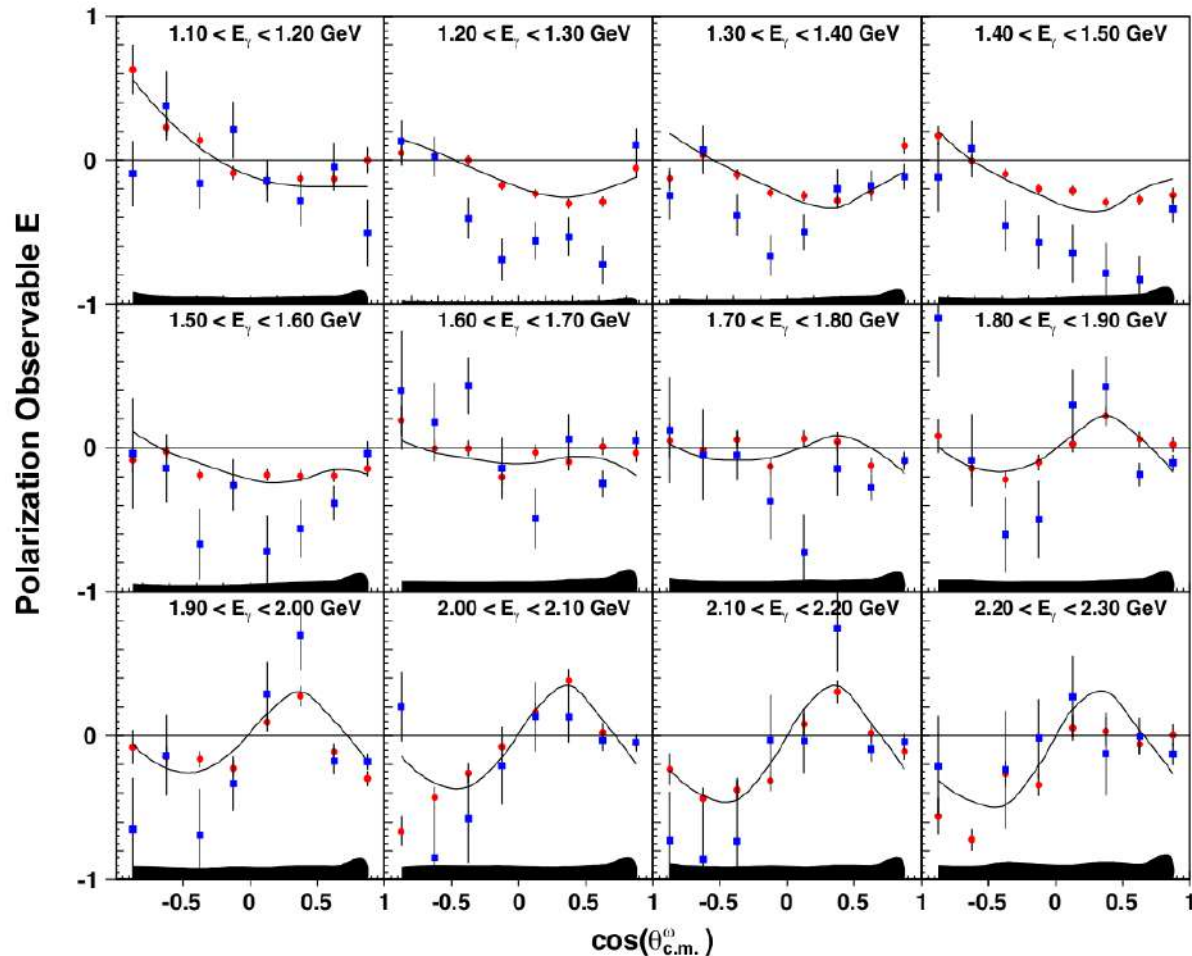 Polarization Observable E
1
0
-1
1.10 < Eγ < 1.20 GeV
1.20 < Eγ < 1.30 GeV
1.30 < Eγ < 1.40 GeV
1.40 < Eγ < 1.50 GeV
0
-1
1.50 < Eγ < 1.60 GeV
1.60 < Eγ < 1.70 GeV
1.70 < Eγ < 1.80 GeV
1.80 < Eγ < 1.90 GeV
0
-1
1.90 < Eγ < 2.00 GeV
2.00 < Eγ < 2.10 GeV
2.10 < Eγ < 2.20 GeV
2.20 < Eγ < 2.30 GeV
-0.5 0 0.5 1 -0.5 0 0.5 -0.5 0 0.5 -0.5 0 0.5 1
cos(θ^ω_c.m.)